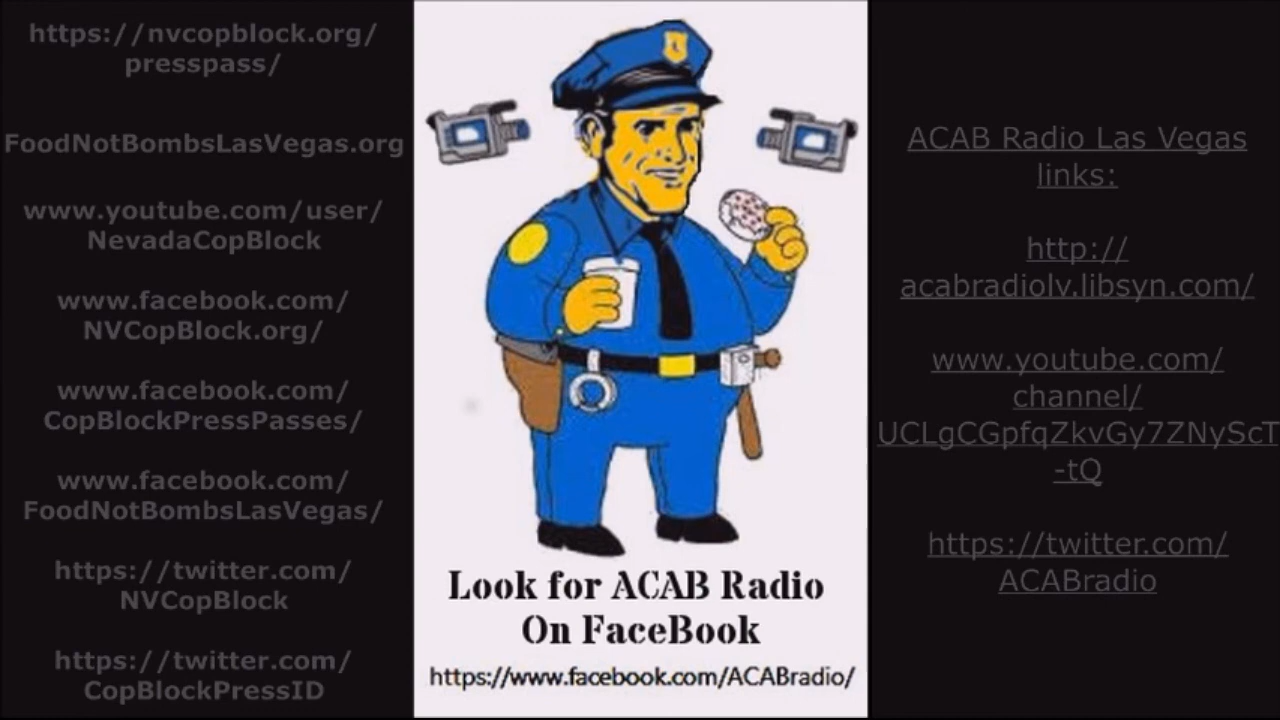 https://nvcopblock.org/
presspass/
FoodNotBombsLasVegas.org
www.youtube.com/user/
NevadaCopBlock
www.facebook.com/
NVCopBlock.org/
www.facebook.com/
CopBlockPressPasses/
www.facebook.com/
FoodNotBombsLasVegas/
https://twitter.com/
NVCopBlock
https://twitter.com/
CopBlockPressID
Look for ACAB Radio
On FaceBook
https://www.facebook.com/ACABradio/
ACAB Radio Las Vegas
links:
http://
acabradiolv.libsyn.com/
www.youtube.com/
channel/
UCLgCGpfqZkvGy7ZNyScT
-tQ
https://twitter.com/
ACABradio